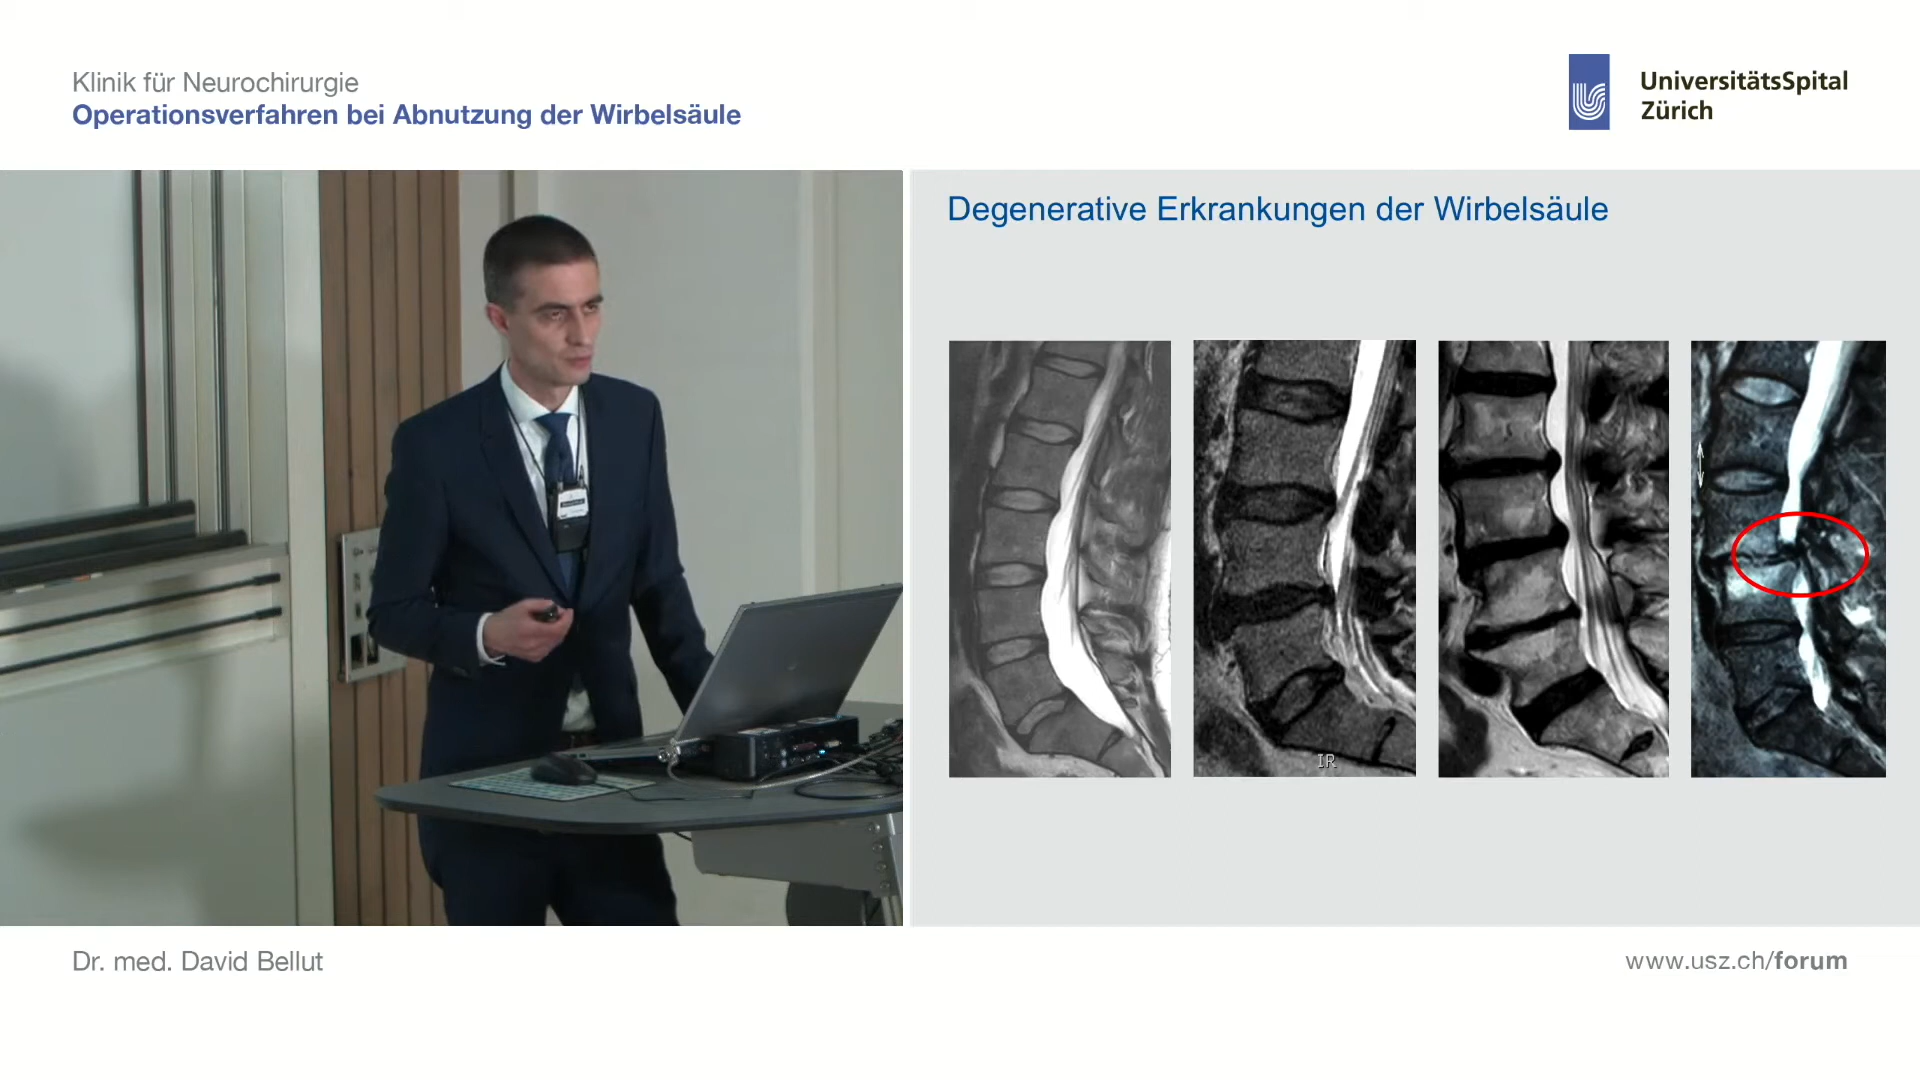 Klinik für Neurochirurgie
Operationsverfahren bei Abnutzung der Wirbelsäule
UniversitätsSpital
Zürich
Degenerative Erkrankungen der Wirbelsäule
IR
Dr. med. David Bellut
www.usz.ch/forum